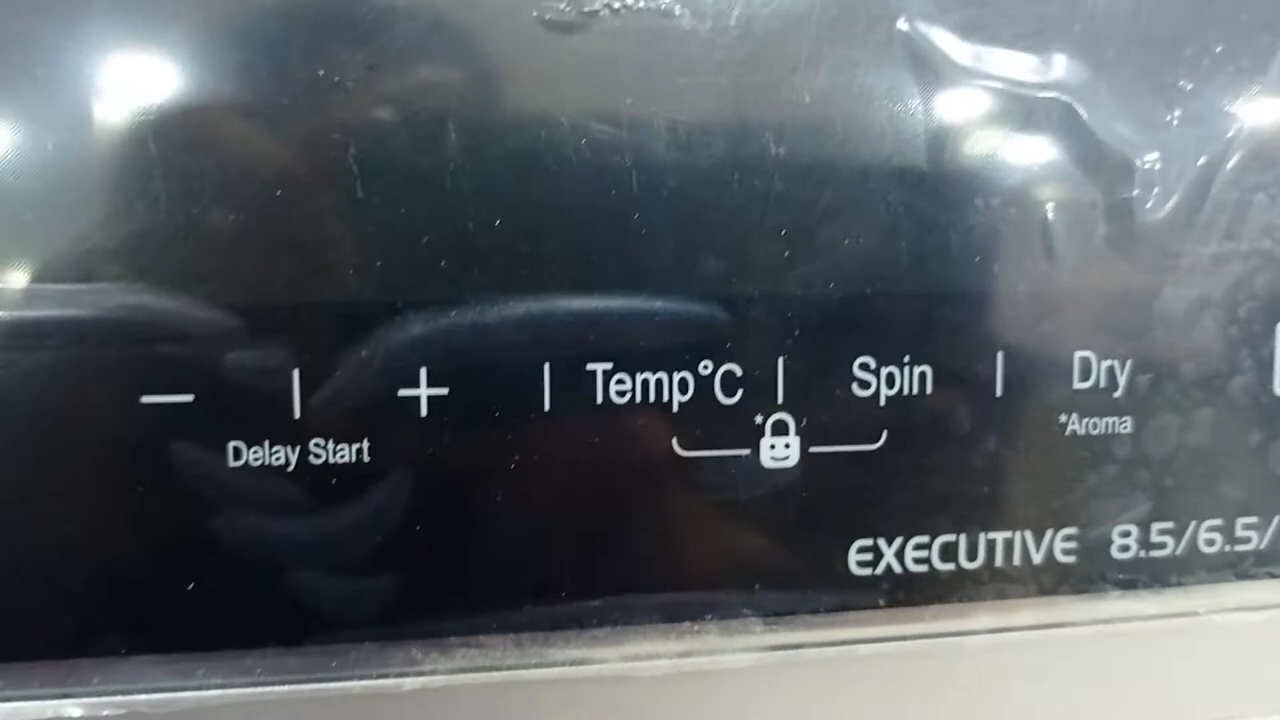 — | + | Temp°C | Spin | Dry
Delay Start
*Aroma
*
EXECUTIVE 8.5/6.5/